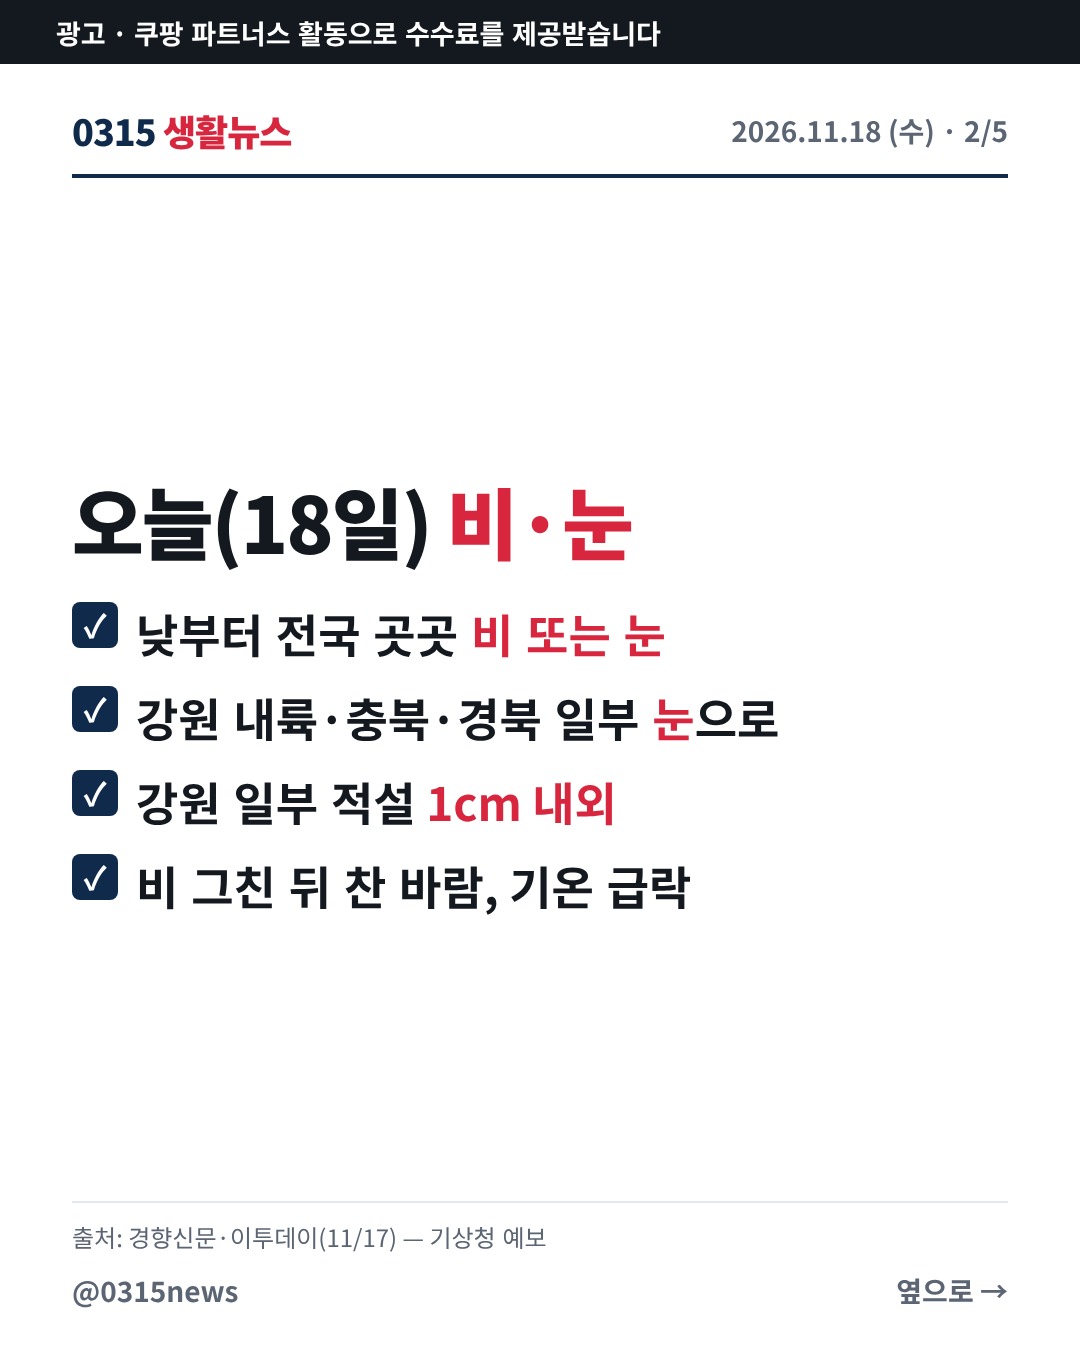 광고 · 쿠팡 파트너스 활동으로 수수료를 제공받습니다
0315 생활뉴스
2026.11.18 (수) · 2/5
오늘(18일) 비·눈
✓ 낮부터 전국 곳곳 비 또는 눈
✓ 강원 내륙·충북·경북 일부 눈으로
✓ 강원 일부 적설 1cm 내외
✓ 비 그친 뒤 찬 바람, 기온 급락
출처: 경향신문·이투데이(11/17) — 기상청 예보
@0315news
옆으로 →